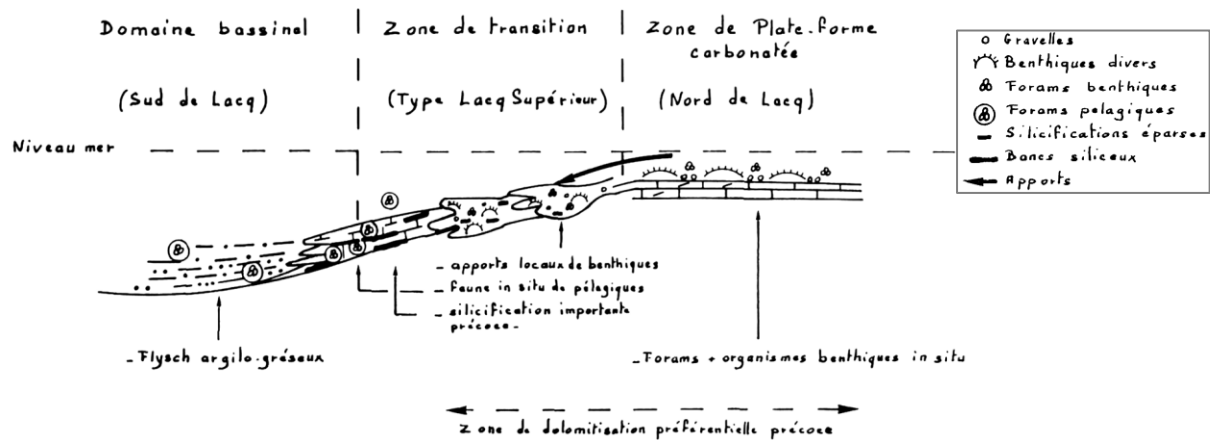 Domaine bassinal
Zone de transition
Zone de Plate-forme
carbonatée
(Sud de Lacq)
(Type Lacq Supérieur)
(Nord de Lacq)
Niveau mer
o Gravelles
Benthiques divers
Forams benthiques
Forams pelagiques
Silicifications éparses
Bancs siliceux
Apports
- apports locaux de benthiques
- faune in situ de pélagiques
- silicification importante
précoce -
- Flysch argilo-gréseux
- Forams + organismes benthiques in situ
Zone de dolomitisation préférentielle précoce